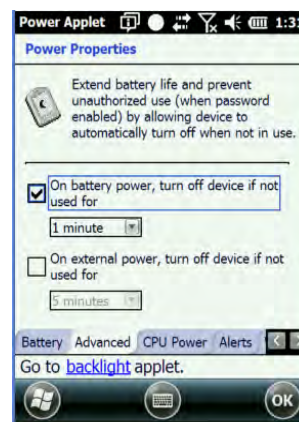 Power Applet
Power Properties
Extend battery life and prevent
unauthorized use (when password
enabled) by allowing device to
automatically turn off when not in use.
On battery power, turn off device if not
used for
1 minute
On external power, turn off device if not
used for
5 minutes
Battery Advanced CPU Power Alerts
Go to backlight applet.
OK